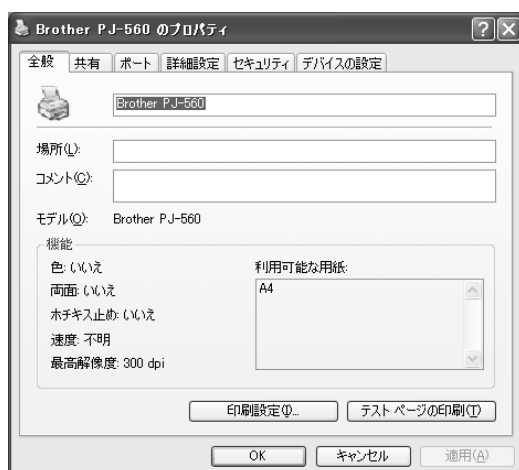 Brother PJ-560 のプロパティ
全般 共有 ポート 詳細設定 セキュリティ デバイスの設定
Brother PJ-560
場所(L):
コメント(C):
モデル(O): Brother PJ-560
機能
色: いいえ
両面: いいえ
ホチキス止め: いいえ
速度: 不明
最高解像度: 300 dpi
利用可能な用紙:
A4
印刷設定(I)... テスト ページの印刷(T)
OK キャンセル 適用(A)